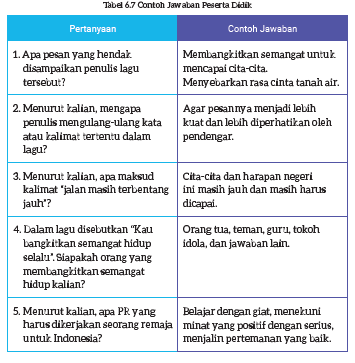 Tabel 6.7 Contoh Jawaban Peserta Didik
Pertanyaan
Contoh Jawaban
1. Apa pesan yang hendak
disampaikan penulis lagu
tersebut?
Membangkitkan semangat untuk
mencapai cita-cita.
Menyebarkan rasa cinta tanah air.
2. Menurut kalian, mengapa
penulis mengulang-ulang kata
atau kalimat tertentu dalam
lagu?
Agar pesannya menjadi lebih
kuat dan lebih diperhatikan oleh
pendengar.
3. Menurut kalian, apa maksud
kalimat “jalan masih terbentang
jauh”?
Cita-cita dan harapan negeri
ini masih jauh dan masih harus
dicapai.
4. Dalam lagu disebutkan “Kau
bangkitkan semangat hidup
selalu”. Siapakah orang yang
membangkitkan semangat
hidup kalian?
Orang tua, teman, guru, tokoh
idola, dan jawaban lain.
5. Menurut kalian, apa PR yang
harus dikerjakan seorang remaja
untuk Indonesia?
Belajar dengan giat, menekuni
minat yang positif dengan serius,
menjalin pertemanan yang baik.